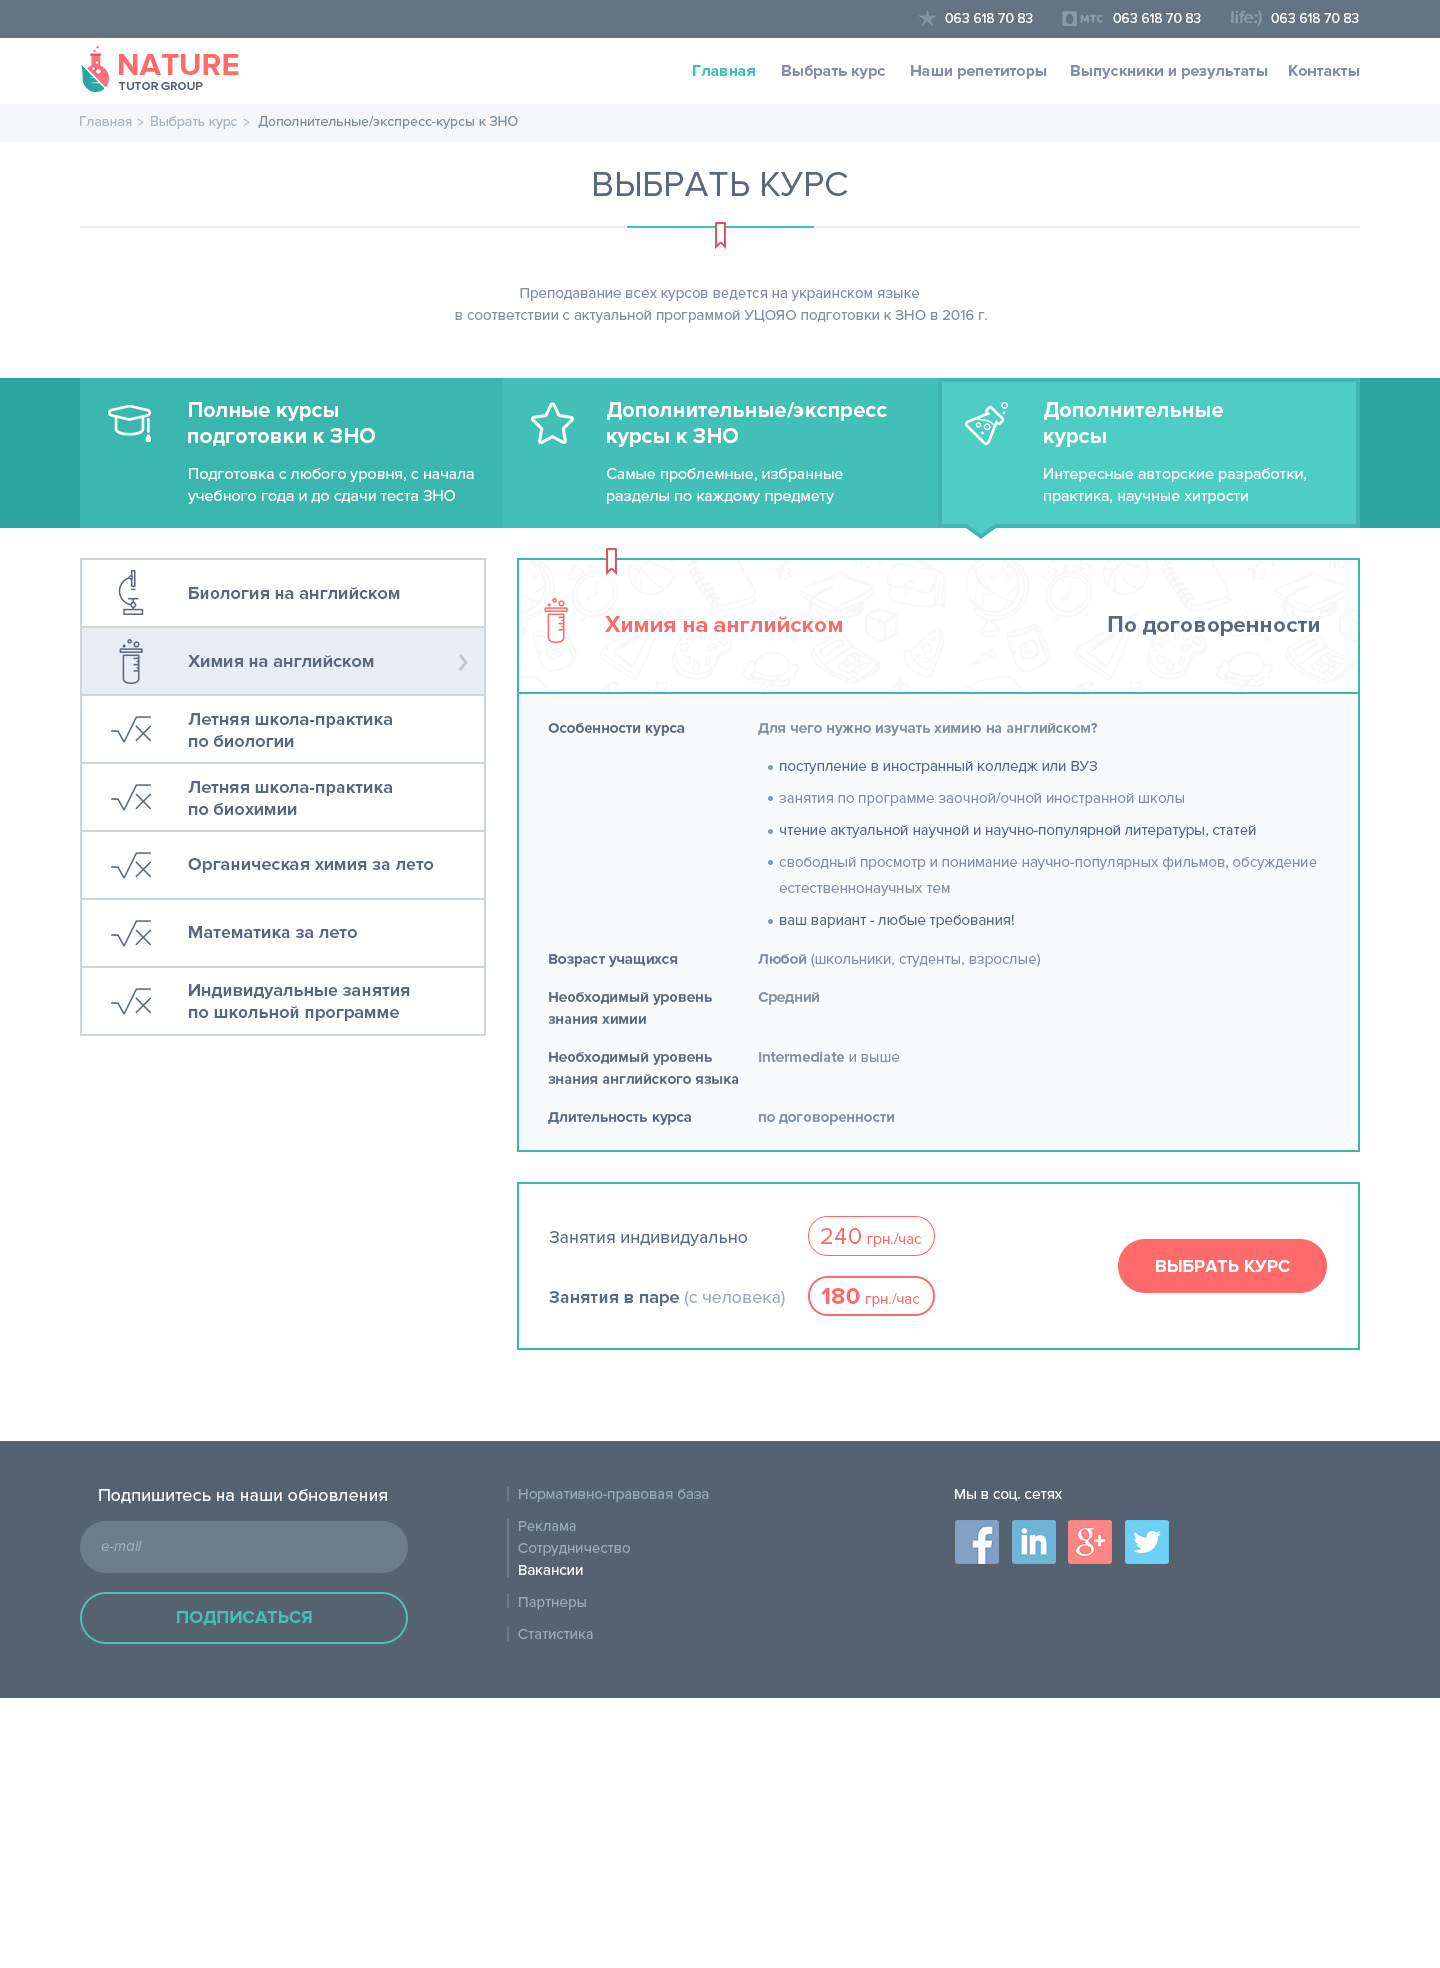 063 618 70 83
мтс 063 618 70 83
life:) 063 618 70 83
NATURE
TUTOR GROUP
Главная Выбрать курс Наши репетиторы Выпускники и результаты Контакты
Главная > Выбрать курс > Дополнительные/экспресс-курсы к ЗНО
ВЫБРАТЬ КУРС
Преподавание всех курсов ведется на украинском языке
в соответствии с актуальной программой УЦОЯО подготовки к ЗНО в 2016 г.
Полные курсы
подготовки к ЗНО
Подготовка с любого уровня, с начала
учебного года и до сдачи теста ЗНО
Дополнительные/экспресс
курсы к ЗНО
Самые проблемные, избранные
разделы по каждому предмету
Дополнительные
курсы
Интересные авторские разработки,
практика, научные хитрости
Биология на английском
Химия на английском
Летняя школа-практика
по биологии
Летняя школа-практика
по биохимии
Органическая химия за лето
Математика за лето
Индивидуальные занятия
по школьной программе
Химия на английском
По договоренности
Особенности курса
Для чего нужно изучать химию на английском?
• поступление в иностранный колледж или ВУЗ
• занятия по программе заочной/очной иностранной школы
• чтение актуальной научной и научно-популярной литературы, статей
• свободный просмотр и понимание научно-популярных фильмов, обсуждение
естественнонаучных тем
• ваш вариант - любые требования!
Возраст учащихся
Любой (школьники, студенты, взрослые)
Необходимый уровень
знания химии
Средний
Необходимый уровень
знания английского языка
Intermediate и выше
Длительность курса
по договоренности
Занятия индивидуально
240 грн./час
Занятия в паре (с человека)
180 грн./час
ВЫБРАТЬ КУРС
Подпишитесь на наши обновления
e-mail
ПОДПИСАТЬСЯ
Нормативно-правовая база
Реклама
Сотрудничество
Вакансии
Партнеры
Статистика
Мы в соц. сетях
f
in
g+